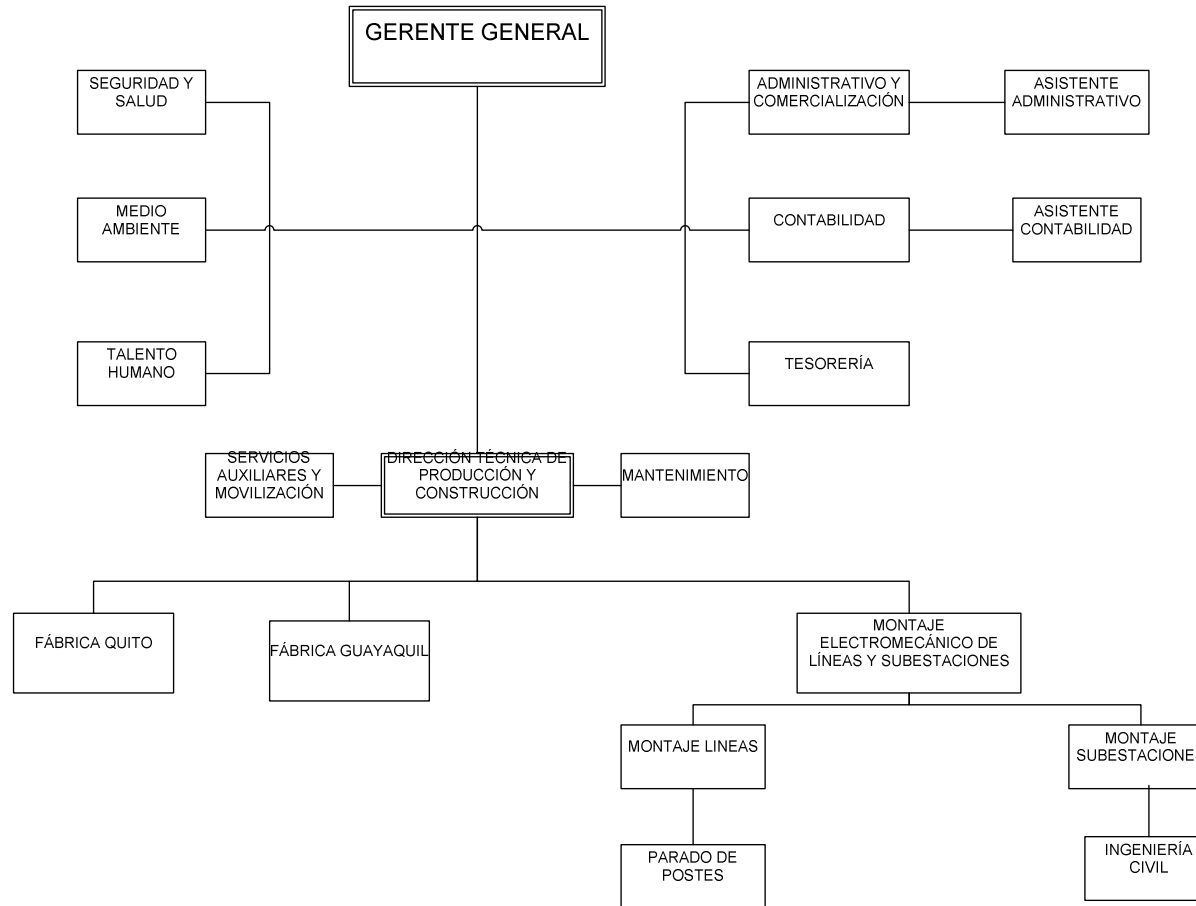 GERENTE GENERAL
SEGURIDAD Y
SALUD
ADMINISTRATIVO Y
COMERCIALIZACIÓN
ASISTENTE
ADMINISTRATIVO
MEDIO
AMBIENTE
CONTABILIDAD
ASISTENTE
CONTABILIDAD
TALENTO
HUMANO
TESORERÍA
SERVICIOS
AUXILIARES Y
MOVILIZACIÓN
DIRECCIÓN TÉCNICA DE
PRODUCCIÓN Y
CONSTRUCCIÓN
MANTENIMIENTO
FÁBRICA QUITO
FÁBRICA GUAYAQUIL
MONTAJE
ELECTROMECÁNICO DE
LÍNEAS Y SUBESTACIONES
MONTAJE LINEAS
MONTAJE
SUBESTACIONE
PARADO DE
POSTES
INGENIERÍA
CIVIL